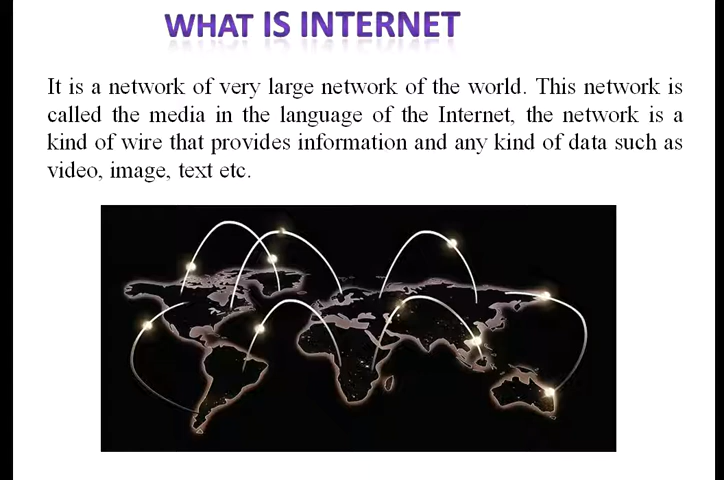 WHAT IS INTERNET
It is a network of very large network of the world. This network is
called the media in the language of the Internet, the network is a
kind of wire that provides information and any kind of data such as
video, image, text etc.